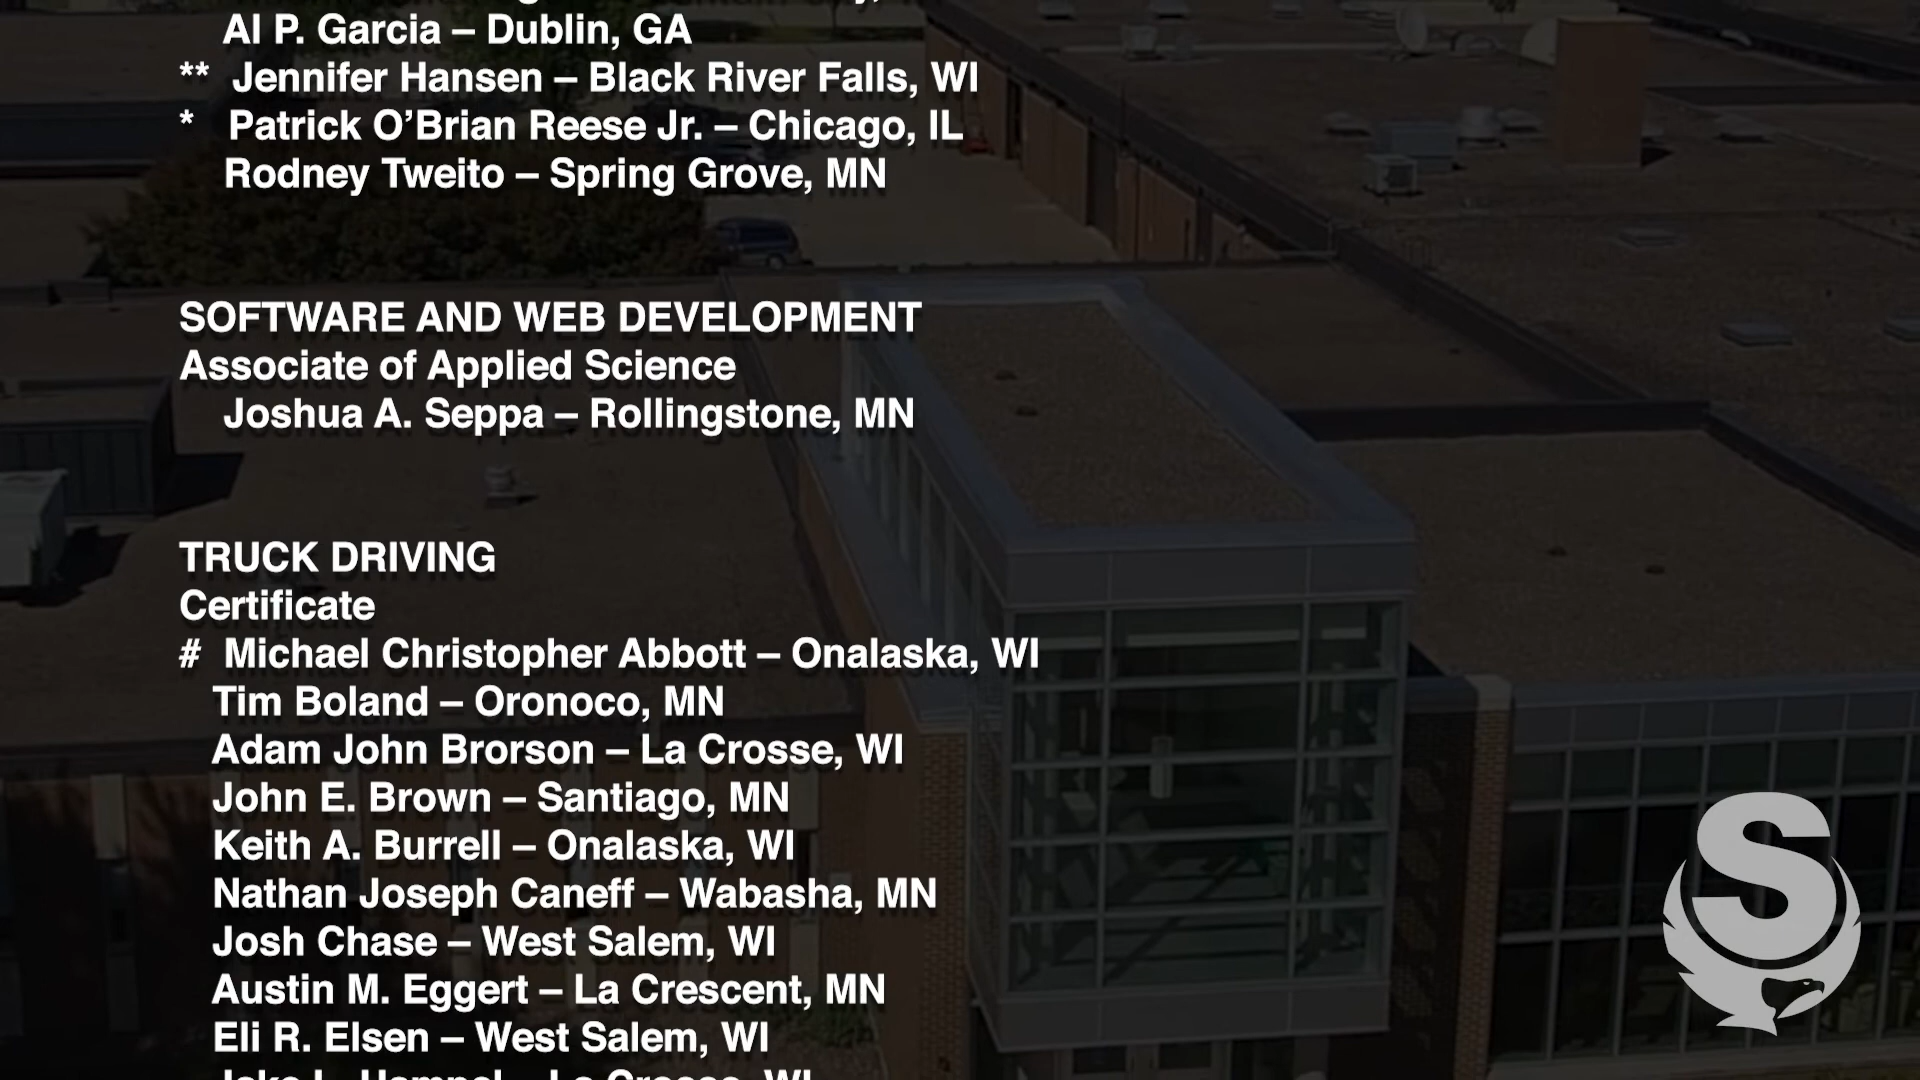 Al P. Garcia – Dublin, GA
** Jennifer Hansen – Black River Falls, WI
* Patrick O’Brian Reese Jr. – Chicago, IL
Rodney Tweito – Spring Grove, MN
SOFTWARE AND WEB DEVELOPMENT
Associate of Applied Science
Joshua A. Seppa – Rollingstone, MN
TRUCK DRIVING
Certificate
# Michael Christopher Abbott – Onalaska, WI
Tim Boland – Oronoco, MN
Adam John Brorson – La Crosse, WI
John E. Brown – Santiago, MN
Keith A. Burrell – Onalaska, WI
Nathan Joseph Caneff – Wabasha, MN
Josh Chase – West Salem, WI
Austin M. Eggert – La Crescent, MN
Eli R. Elsen – West Salem, WI
S